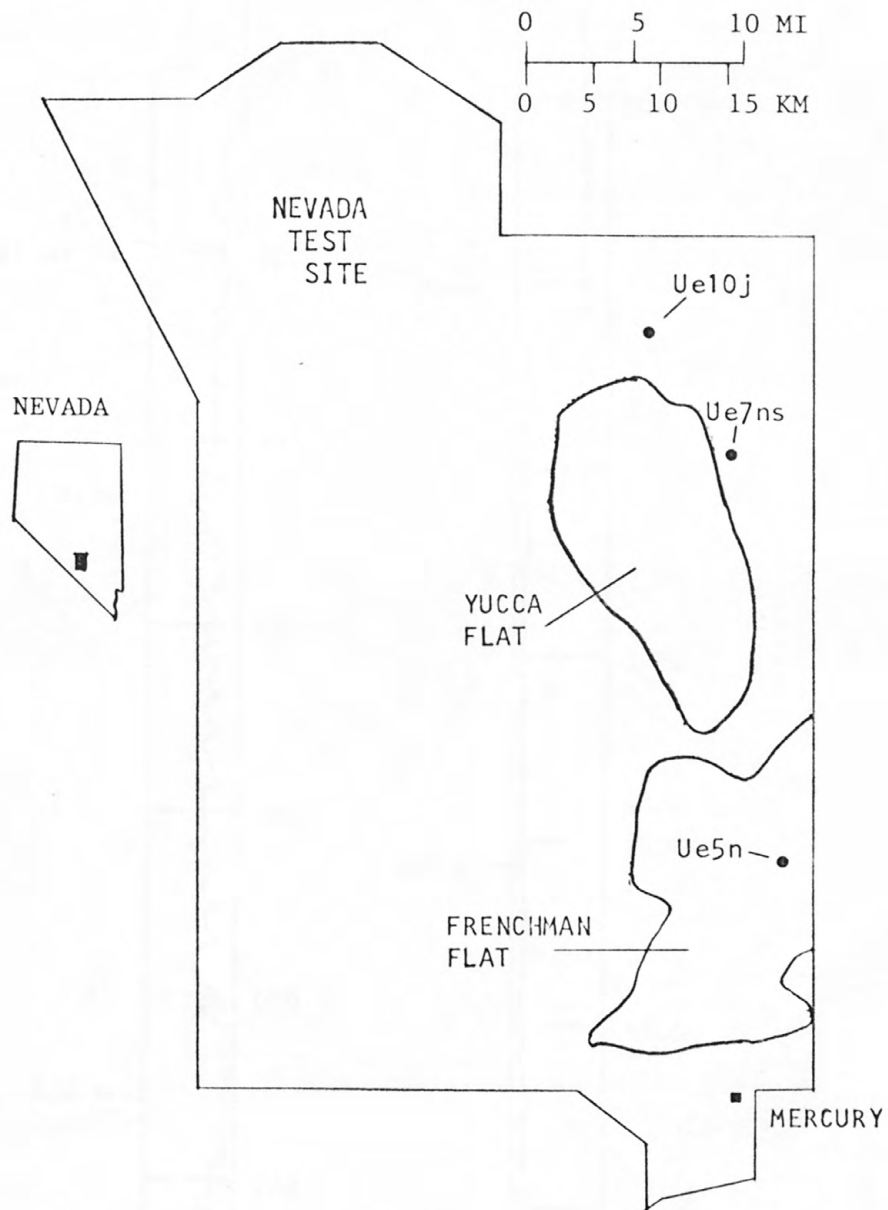 0 5 10 MI
0 5 10 15 KM
NEVADA
TEST
SITE
Ue10j
NEVADA
Ue7ns
YUCCA
FLAT
Ue5n
FRENCHMAN
FLAT
MERCURY